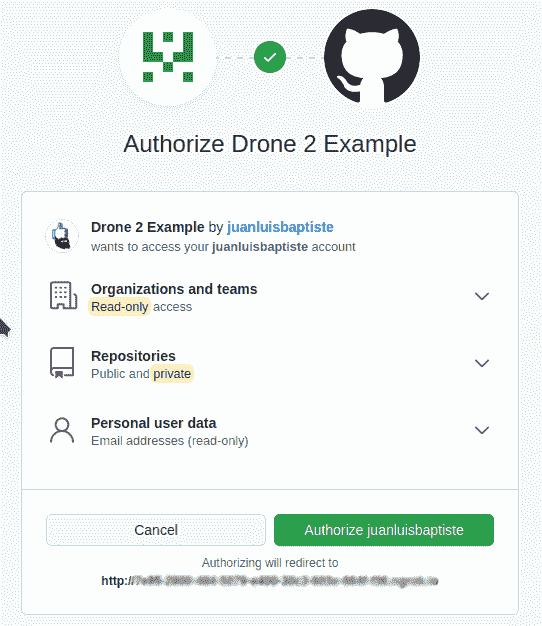 Authorize Drone 2 Example
Drone 2 Example by juanluisbaptiste
wants to access your juanluisbaptiste account
Organizations and teams
Read-only access
Repositories
Public and private
Personal user data
Email addresses (read-only)
Cancel
Authorize juanluisbaptiste
Authorizing will redirect to
http://